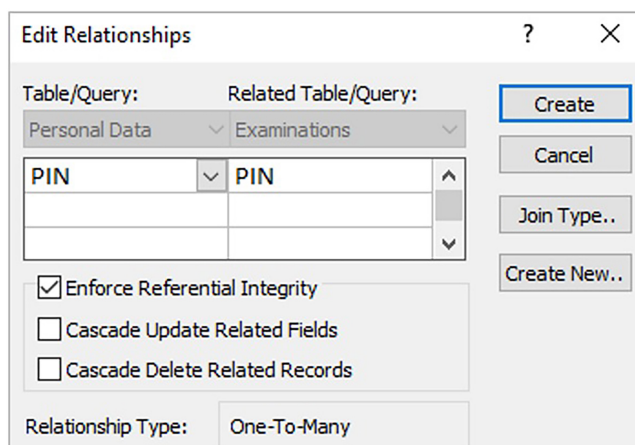 Edit Relationships ? ×
Table/Query: Related Table/Query: Create
Personal Data Examinations
PIN PIN Cancel
Join Type..
Create New..
Enforce Referential Integrity
Cascade Update Related Fields
Cascade Delete Related Records
Relationship Type: One-To-Many